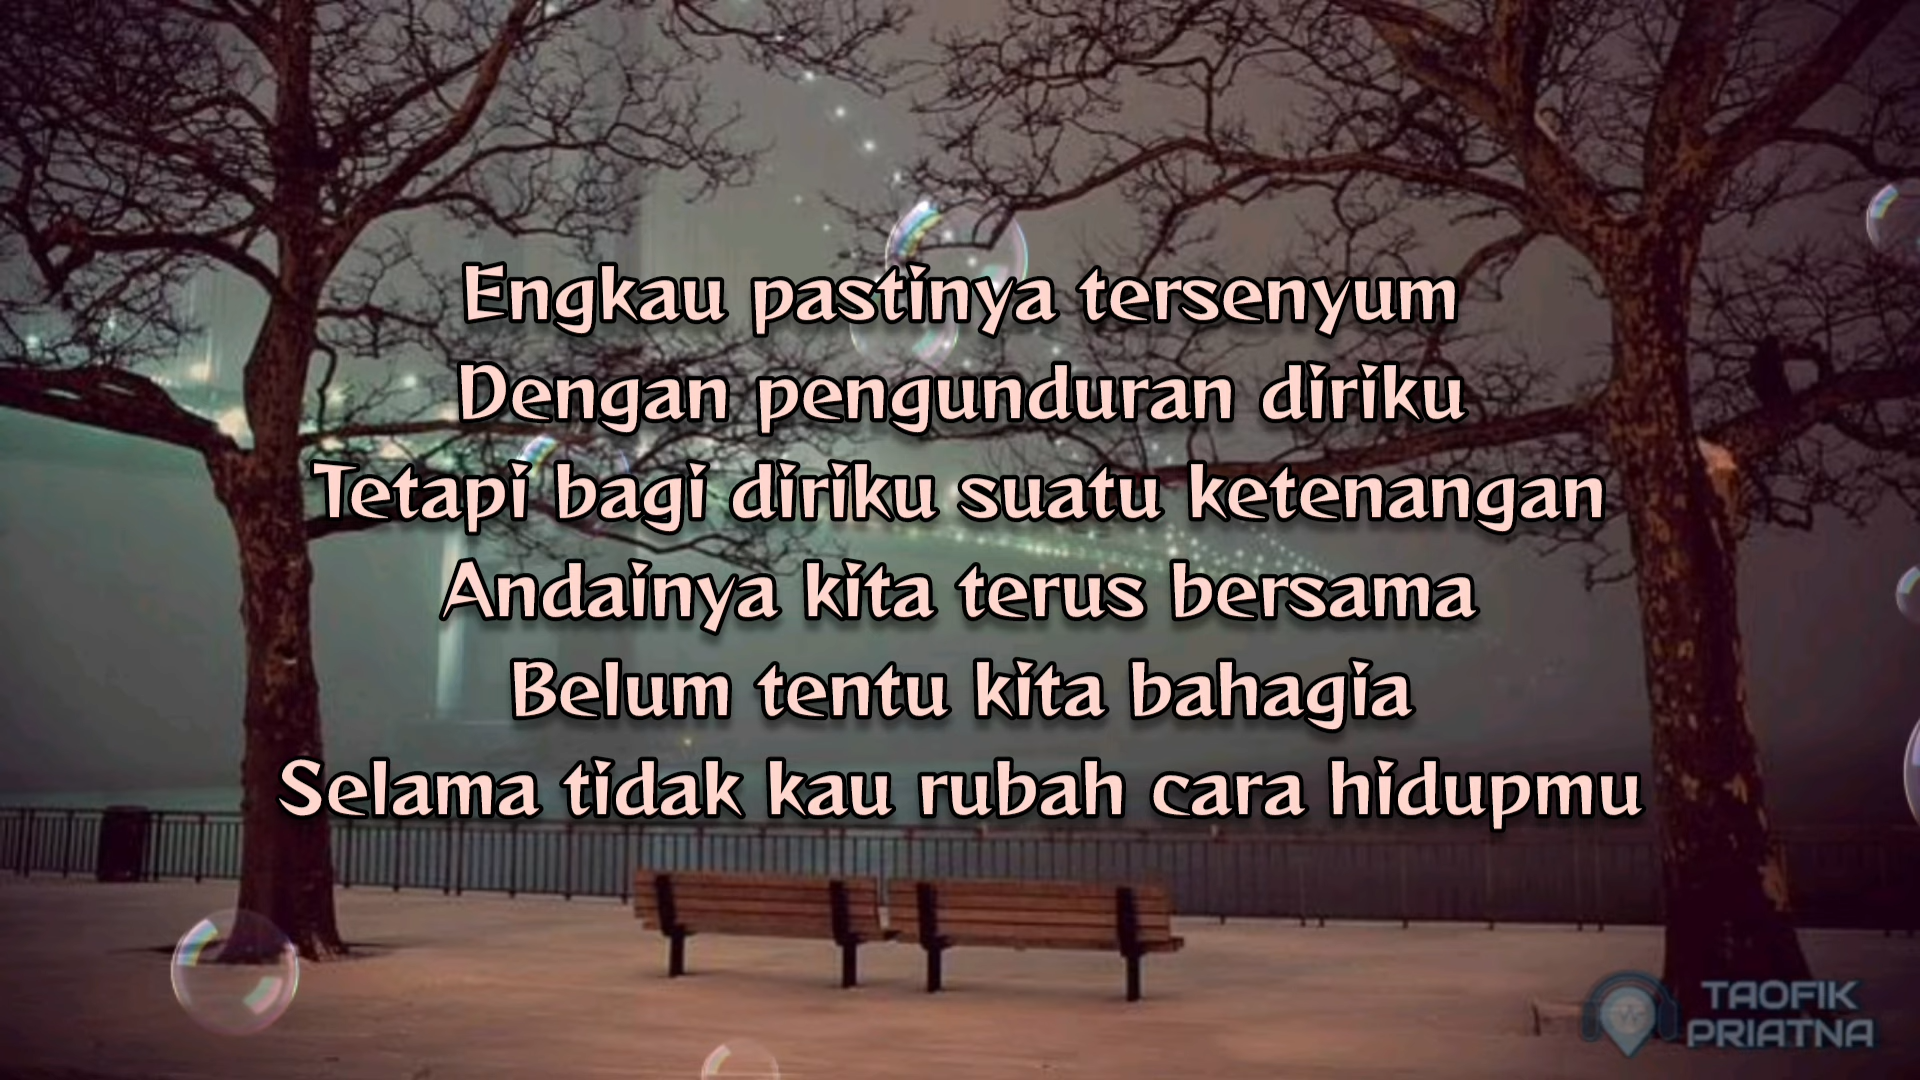 Engkau pastinya tersenyum
Dengan pengunduran diriku
Tetapi bagi diriku suatu ketenangan
Andainya kita terus bersama
Belum tentu kita bahagia
Selama tidak kau rubah cara hidupmu
TAOFIK
PRIATNA